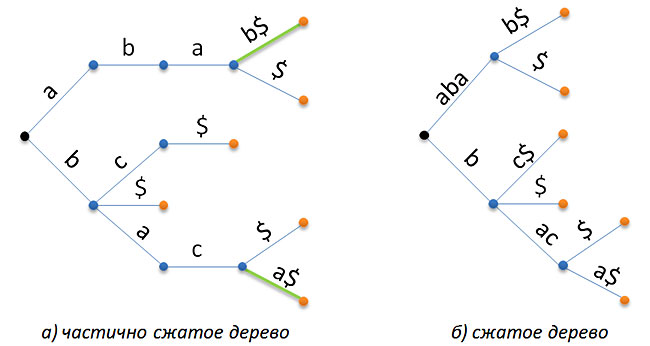 a
b
a
b$
$
b
c
$
$
a
c
$
a$
а) частично сжатое дерево
aba
b$
$
b
c$
$
ac
$
a$
б) сжатое дерево